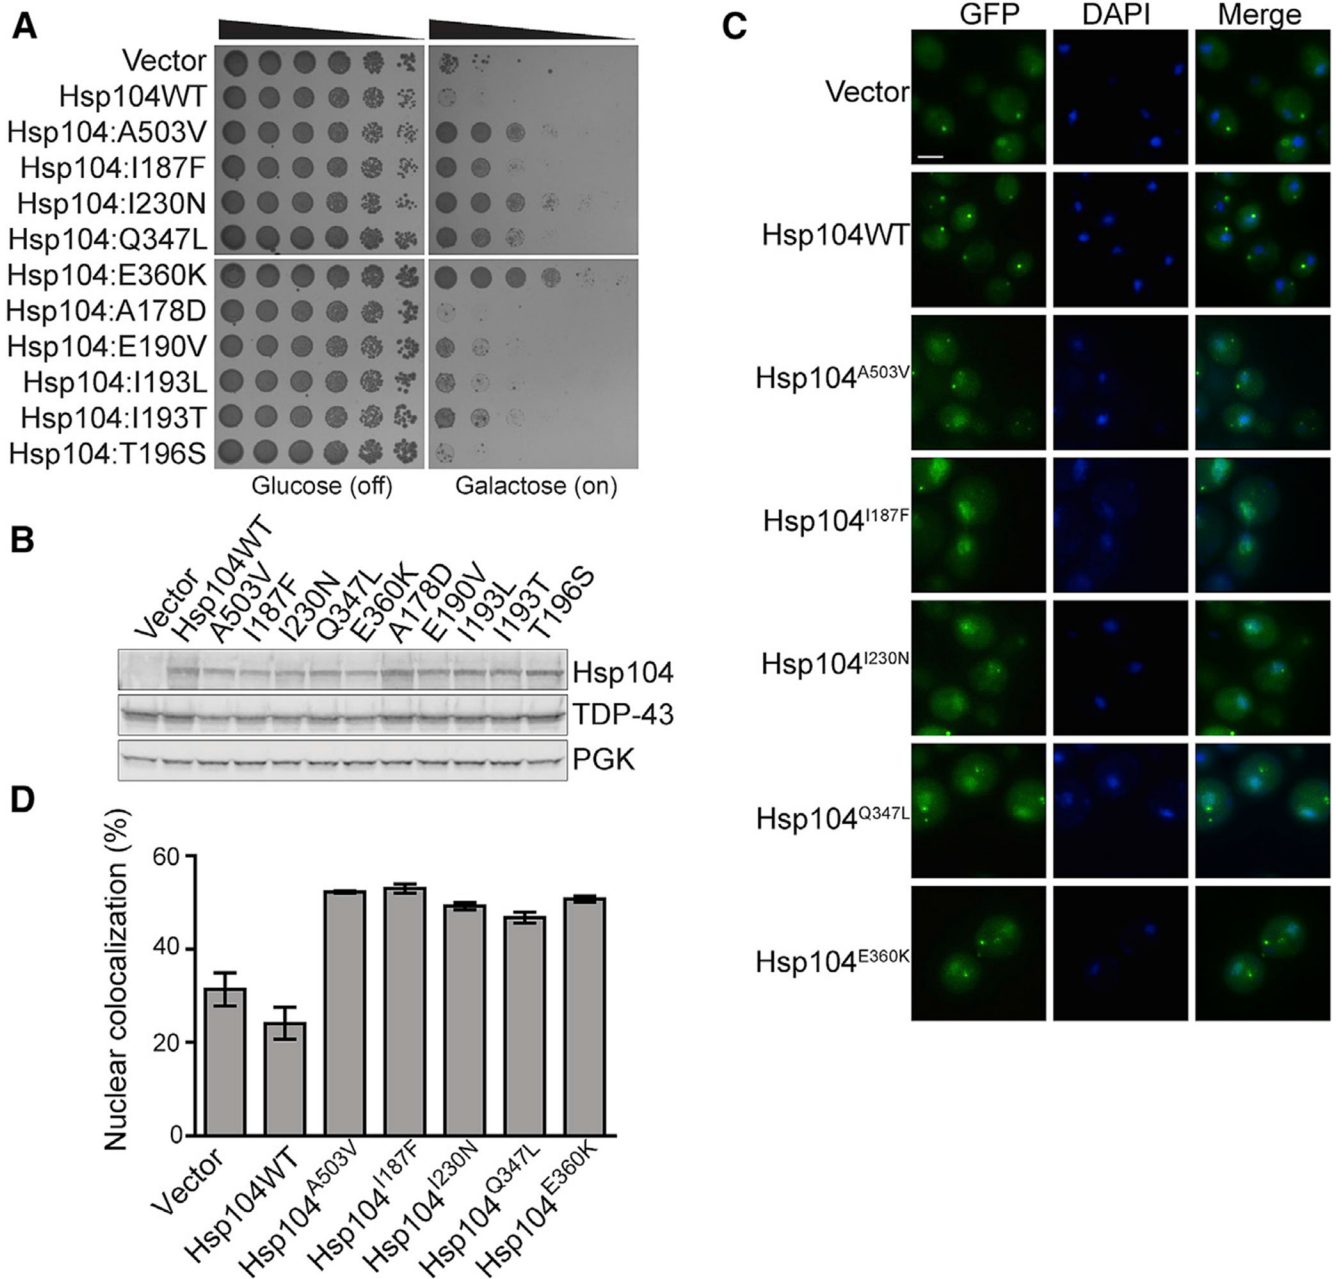 A
Vector
Hsp104WT
Hsp104:A503V
Hsp104:I187F
Hsp104:I230N
Hsp104:Q347L
Hsp104:E360K
Hsp104:A178D
Hsp104:E190V
Hsp104:I193L
Hsp104:I193T
Hsp104:T196S
Glucose (off)
Galactose (on)
B
Vector
Hsp104WT
A503V
I187F
I230N
Q347L
E360K
A178D
E190V
I193L
I193T
T196S
Hsp104
TDP-43
PGK
C
GFP DAPI Merge
Vector
Hsp104WT
Hsp104A503V
Hsp104I187F
Hsp104I230N
Hsp104Q347L
Hsp104E360K
D
Nuclear colocalization (%)
60
40
20
0
Vector
Hsp104WT
Hsp104A503V
Hsp104I187F
Hsp104I230N
Hsp104Q347L
Hsp104E360K